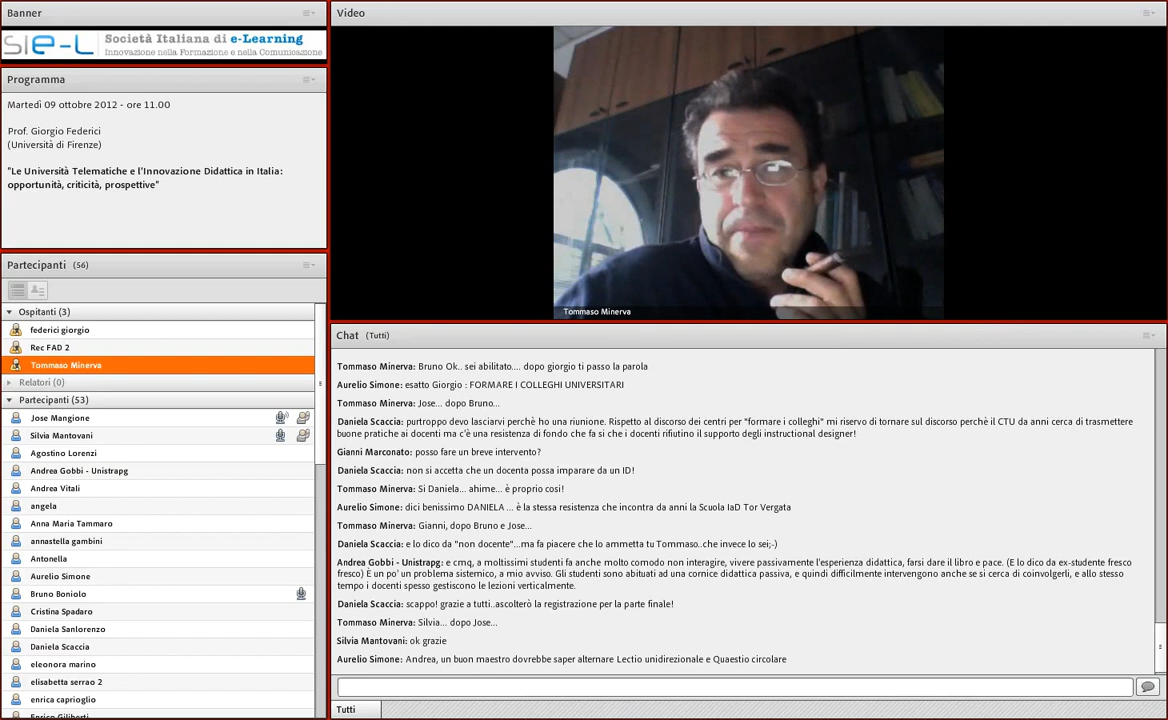 Banner
SIe-L Società Italiana di e-Learning
Innovazione nella Formazione e nella Comunicazione
Programma
Martedì 09 ottobre 2012 - ore 11.00
Prof. Giorgio Federici
(Università di Firenze)
"Le Università Telematiche e l'Innovazione Didattica in Italia:
opportunità, criticità, prospettive"
Partecipanti (56)
Ospitanti (3)
federici giorgio
Rec FAD 2
Tommaso Minerva
Relatori (0)
Partecipanti (53)
Jose Mangione
Silvia Mantovani
Agostino Lorenzi
Andrea Gobbi - Unistrapg
Andrea Vitali
angela
Anna Maria Tammaro
annastella gambini
Antonella
Aurelio Simone
Bruno Boniolo
Cristina Spadaro
Daniela Sanlorenzo
Daniela Scaccia
eleonora marino
elisabetta serrao 2
enrica caprioglio
Enrico Giliberti
Video
Tommaso Minerva
Chat (Tutti)
Tommaso Minerva: Bruno Ok.. sei abilitato.... dopo giorgio ti passo la parola
Aurelio Simone: esatto Giorgio : FORMARE I COLLEGHI UNIVERSITARI
Tommaso Minerva: Jose... dopo Bruno...
Daniela Scaccia: purtroppo devo lasciarvi perchè ho una riunione. Rispetto al discorso dei centri per "formare i colleghi" mi riservo di tornare sul discorso perchè il CTU da anni cerca di trasmettere
buone pratiche ai docenti ma c'è una resistenza di fondo che fa si che i docenti rifiutino il supporto degli instructional designer!
Gianni Marconato: posso fare un breve intervento?
Daniela Scaccia: non si accetta che un docenta possa imparare da un ID!
Tommaso Minerva: Si Daniela... ahime... è proprio così!
Aurelio Simone: dici benissimo DANIELA ... è la stessa resistenza che incontra da anni la Scuola IaD Tor Vergata
Tommaso Minerva: Gianni, dopo Bruno e Jose...
Daniela Scaccia: e lo dico da "non docente"...ma fa piacere che lo ammetta tu Tommaso..che invece lo sei;-)
Andrea Gobbi - Unistrapg: e cmq, a moltissimi studenti fa anche molto comodo non interagire, vivere passivamente l'esperienza didattica, farsi dare il libro e pace. (E lo dico da ex-studente fresco
fresco) È un po' un problema sistemico, a mio avviso. Gli studenti sono abituati ad una cornice didattica passiva, e quindi difficilmente intervengono anche se si cerca di coinvolgerli, e allo stesso
tempo i docenti spesso gestiscono le lezioni verticalmente.
Daniela Scaccia: scappo! grazie a tutti..ascolterò la registrazione per la parte finale!
Tommaso Minerva: Silvia... dopo Jose...
Silvia Mantovani: ok grazie
Aurelio Simone: Andrea, un buon maestro dovrebbe saper alternare Lectio unidirezionale e Quaestio circolare
Tutti